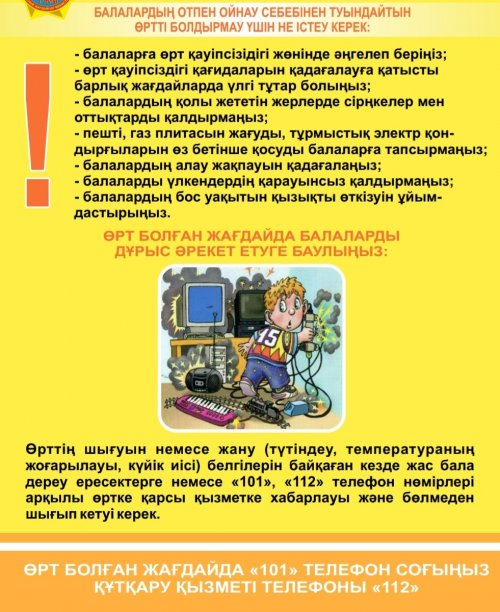 БАЛАЛАРДЫҢ ОТПЕН ОЙНАУ СЕБЕБІНЕН ТУЫНДАЙТЫН
ӨРТТІ БОЛДЫРМАУ ҮШІН НЕ ІСТЕУ КЕРЕК:
!
- балаларға өрт қауіпсізідігі жөнінде әңгелеп беріңіз;
- өрт қауіпсіздігі қағидаларын қадағалауға қатысты
барлық жағдайларда үлгі тұтар болыңыз;
- балалардың қолы жететін жерлерде сіріңкелер мен
оттықтарды қалдырмаңыз;
- пешті, газ плитасын жағуды, тұрмыстық электр қон-
дырғыларын өз бетінше қосуды балаларға тапсырмаңыз;
- балалардың алау жақпауын қадағалаңыз;
- балаларды үлкендердің қарауынсыз қалдырмаңыз;
- балалардың бос уақытын қызықты өткізуін ұйым-
дастырыңыз.
ӨРТ БОЛҒАН ЖАҒДАЙДА БАЛАЛАРДЫ
ДҰРЫС ӘРЕКЕТ ЕТУГЕ БАУЛЫҢЫЗ:
15
Өрттің шығуын немесе жану (түтіндеу, температураның
жоғарылауы, күйік иісі) белгілерін байқаған кезде жас бала
дереу ересектерге немесе «101», «112» телефон нөмірлері
арқылы өртке қарсы қызметке хабарлауы және бөлмеден
шығып кетуі керек.
ӨРТ БОЛҒАН ЖАҒДАЙДА «101» ТЕЛЕФОН СОҒЫҢЫЗ
ҚҰТҚАРУ ҚЫЗМЕТІ ТЕЛЕФОНЫ «112»